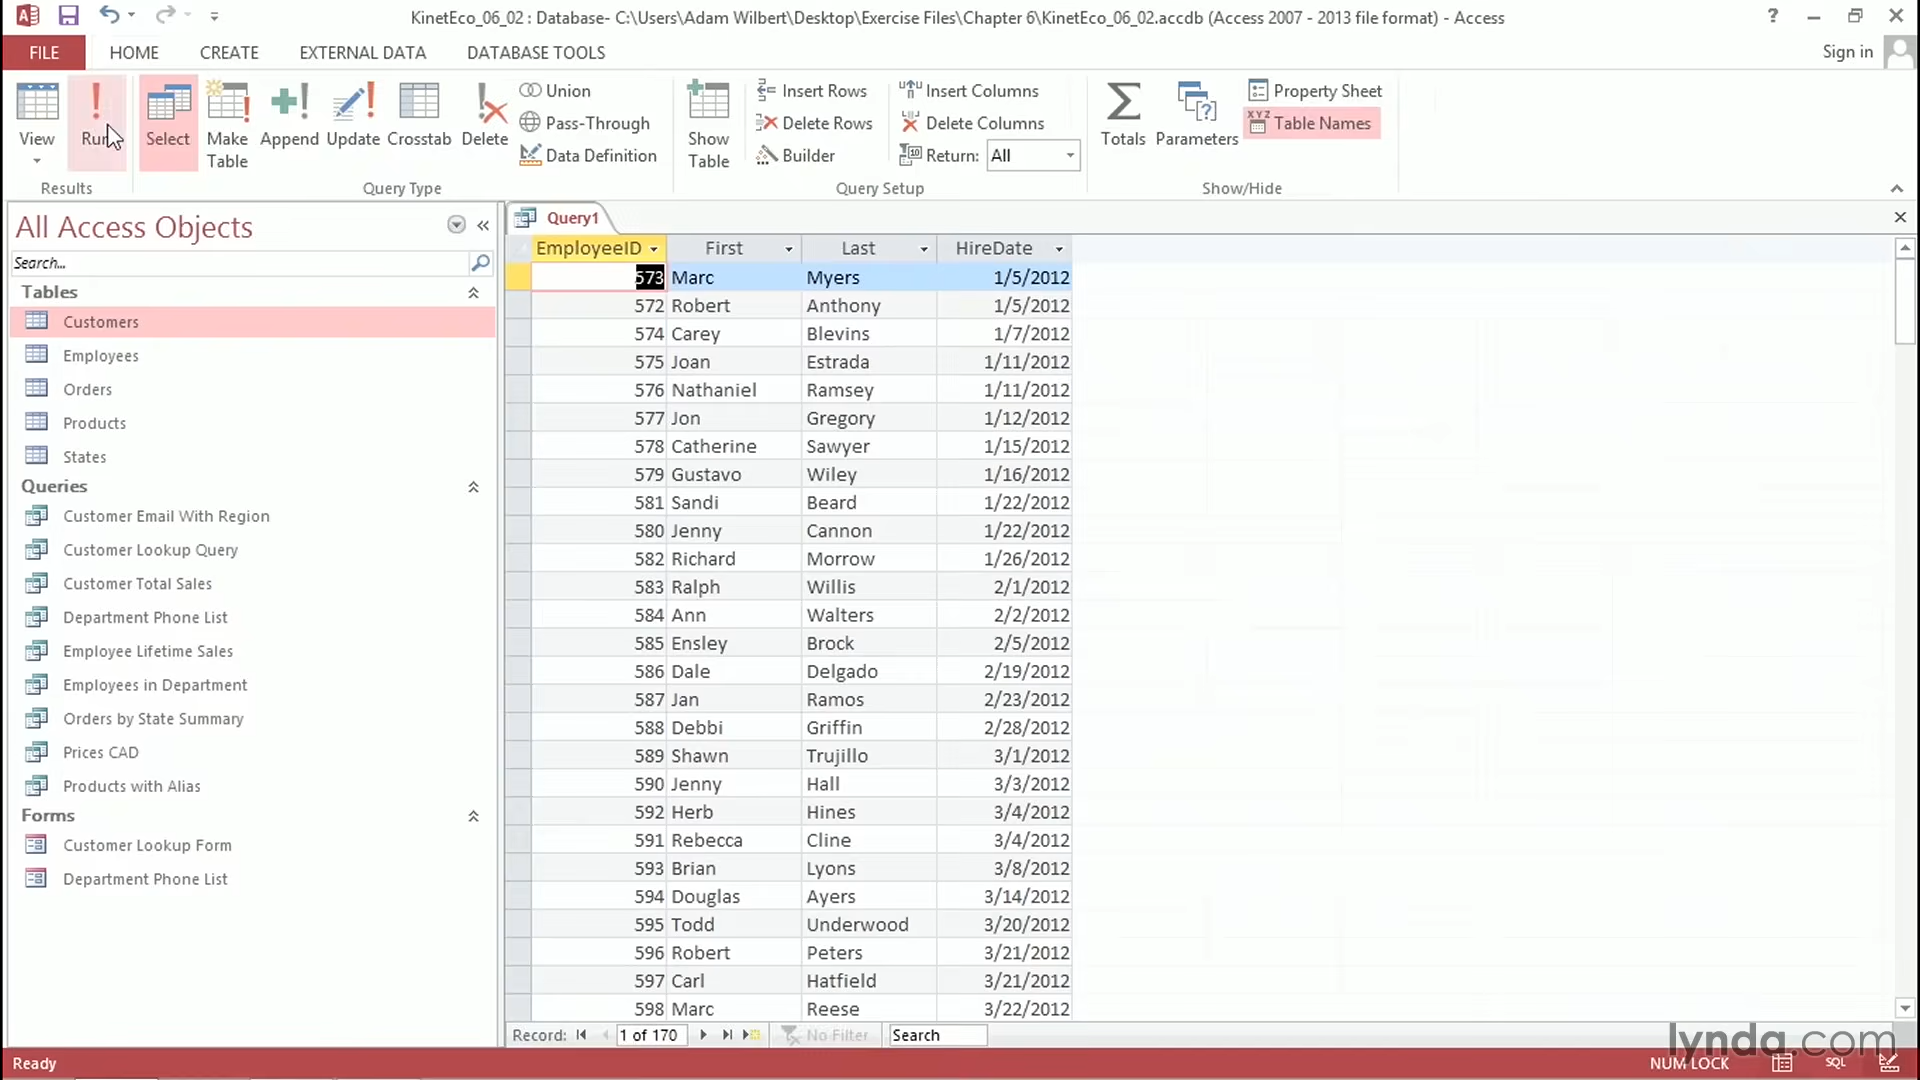 KinetEco_06_02 : Database- C:\Users\Adam Wilbert\Desktop\Exercise Files\Chapter 6\KinetEco_06_02.accdb (Access 2007 - 2013 file format) - Access
FILE HOME CREATE EXTERNAL DATA DATABASE TOOLS Sign in
View Run Select Make Table Append Update Crosstab Delete
Union
Pass-Through
Data Definition
Show Table
Insert Rows
Delete Rows
Builder
Insert Columns
Delete Columns
Return: All
Totals Parameters
Property Sheet
Table Names
Results Query Type Query Setup Show/Hide
All Access Objects
Search...
Tables
Customers
Employees
Orders
Products
States
Queries
Customer Email With Region
Customer Lookup Query
Customer Total Sales
Department Phone List
Employee Lifetime Sales
Employees in Department
Orders by State Summary
Prices CAD
Products with Alias
Forms
Customer Lookup Form
Department Phone List
Query1
EmployeeID First Last HireDate
573 Marc Myers 1/5/2012
572 Robert Anthony 1/5/2012
574 Carey Blevins 1/7/2012
575 Joan Estrada 1/11/2012
576 Nathaniel Ramsey 1/11/2012
577 Jon Gregory 1/12/2012
578 Catherine Sawyer 1/15/2012
579 Gustavo Wiley 1/16/2012
581 Sandi Beard 1/22/2012
580 Jenny Cannon 1/22/2012
582 Richard Morrow 1/26/2012
583 Ralph Willis 2/1/2012
584 Ann Walters 2/2/2012
585 Ensley Brock 2/5/2012
586 Dale Delgado 2/19/2012
587 Jan Ramos 2/23/2012
588 Debbi Griffin 2/28/2012
589 Shawn Trujillo 3/1/2012
590 Jenny Hall 3/3/2012
592 Herb Hines 3/4/2012
591 Rebecca Cline 3/4/2012
593 Brian Lyons 3/8/2012
594 Douglas Ayers 3/14/2012
595 Todd Underwood 3/20/2012
596 Robert Peters 3/21/2012
597 Carl Hatfield 3/21/2012
598 Marc Reese 3/22/2012
Record: 1 of 170 No Filter Search
lynda.com
Ready NUM LOCK SQL